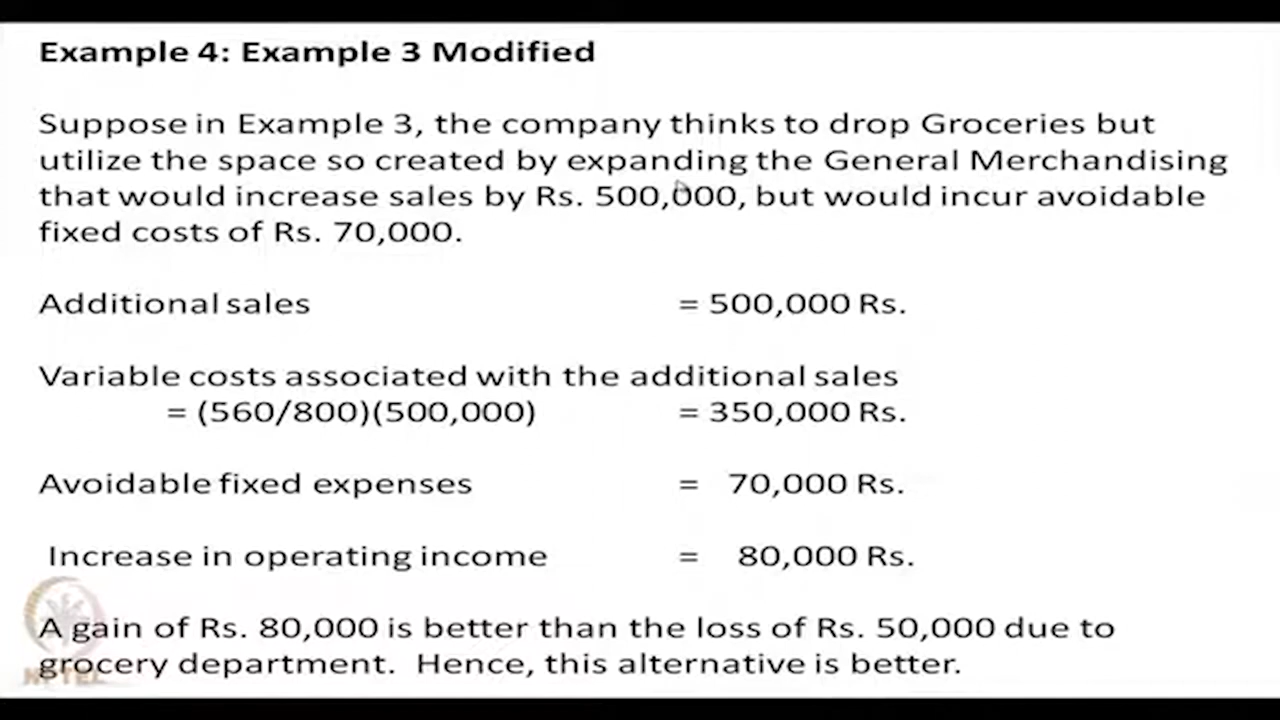 Example 4: Example 3 Modified
Suppose in Example 3, the company thinks to drop Groceries but
utilize the space so created by expanding the General Merchandising
that would increase sales by Rs. 500,000, but would incur avoidable
fixed costs of Rs. 70,000.
Additional sales = 500,000 Rs.
Variable costs associated with the additional sales
= (560/800)(500,000) = 350,000 Rs.
Avoidable fixed expenses = 70,000 Rs.
Increase in operating income = 80,000 Rs.
A gain of Rs. 80,000 is better than the loss of Rs. 50,000 due to
grocery department. Hence, this alternative is better.
NPTEL